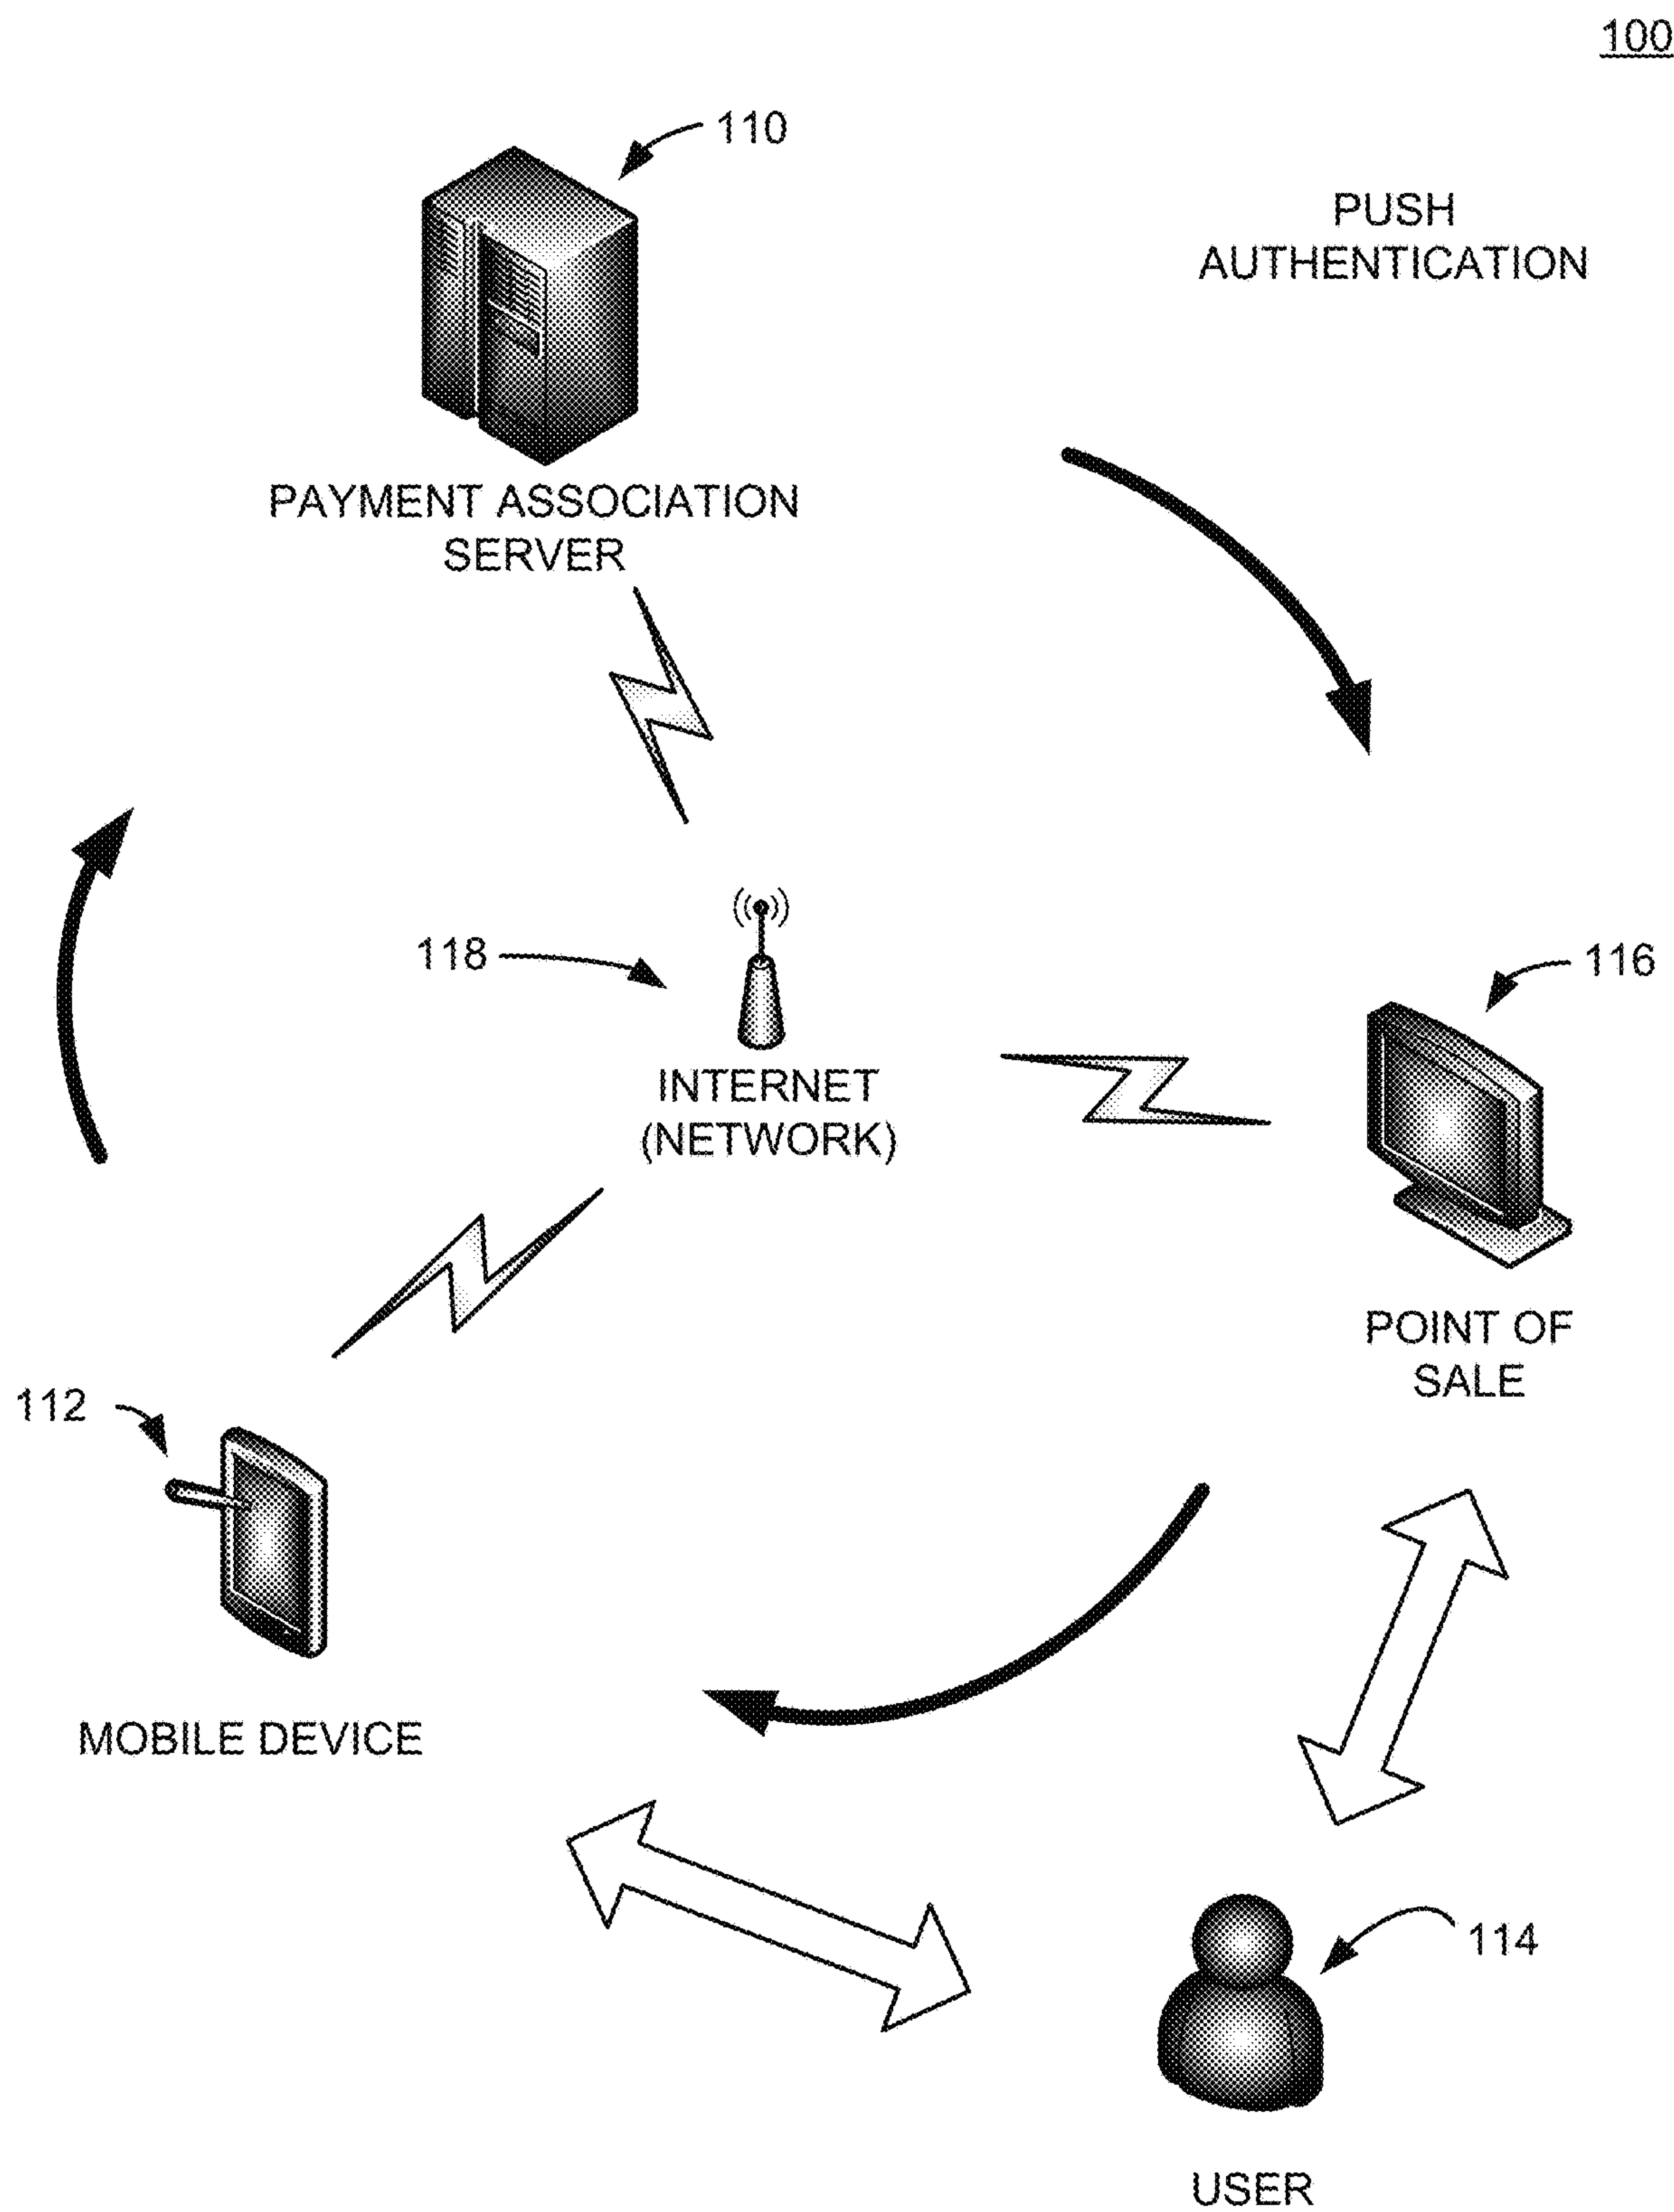 100
110
PUSH
AUTHENTICATION
PAYMENT ASSOCIATION
SERVER
118
116
INTERNET
(NETWORK)
POINT OF
SALE
112
MOBILE DEVICE
114
USER